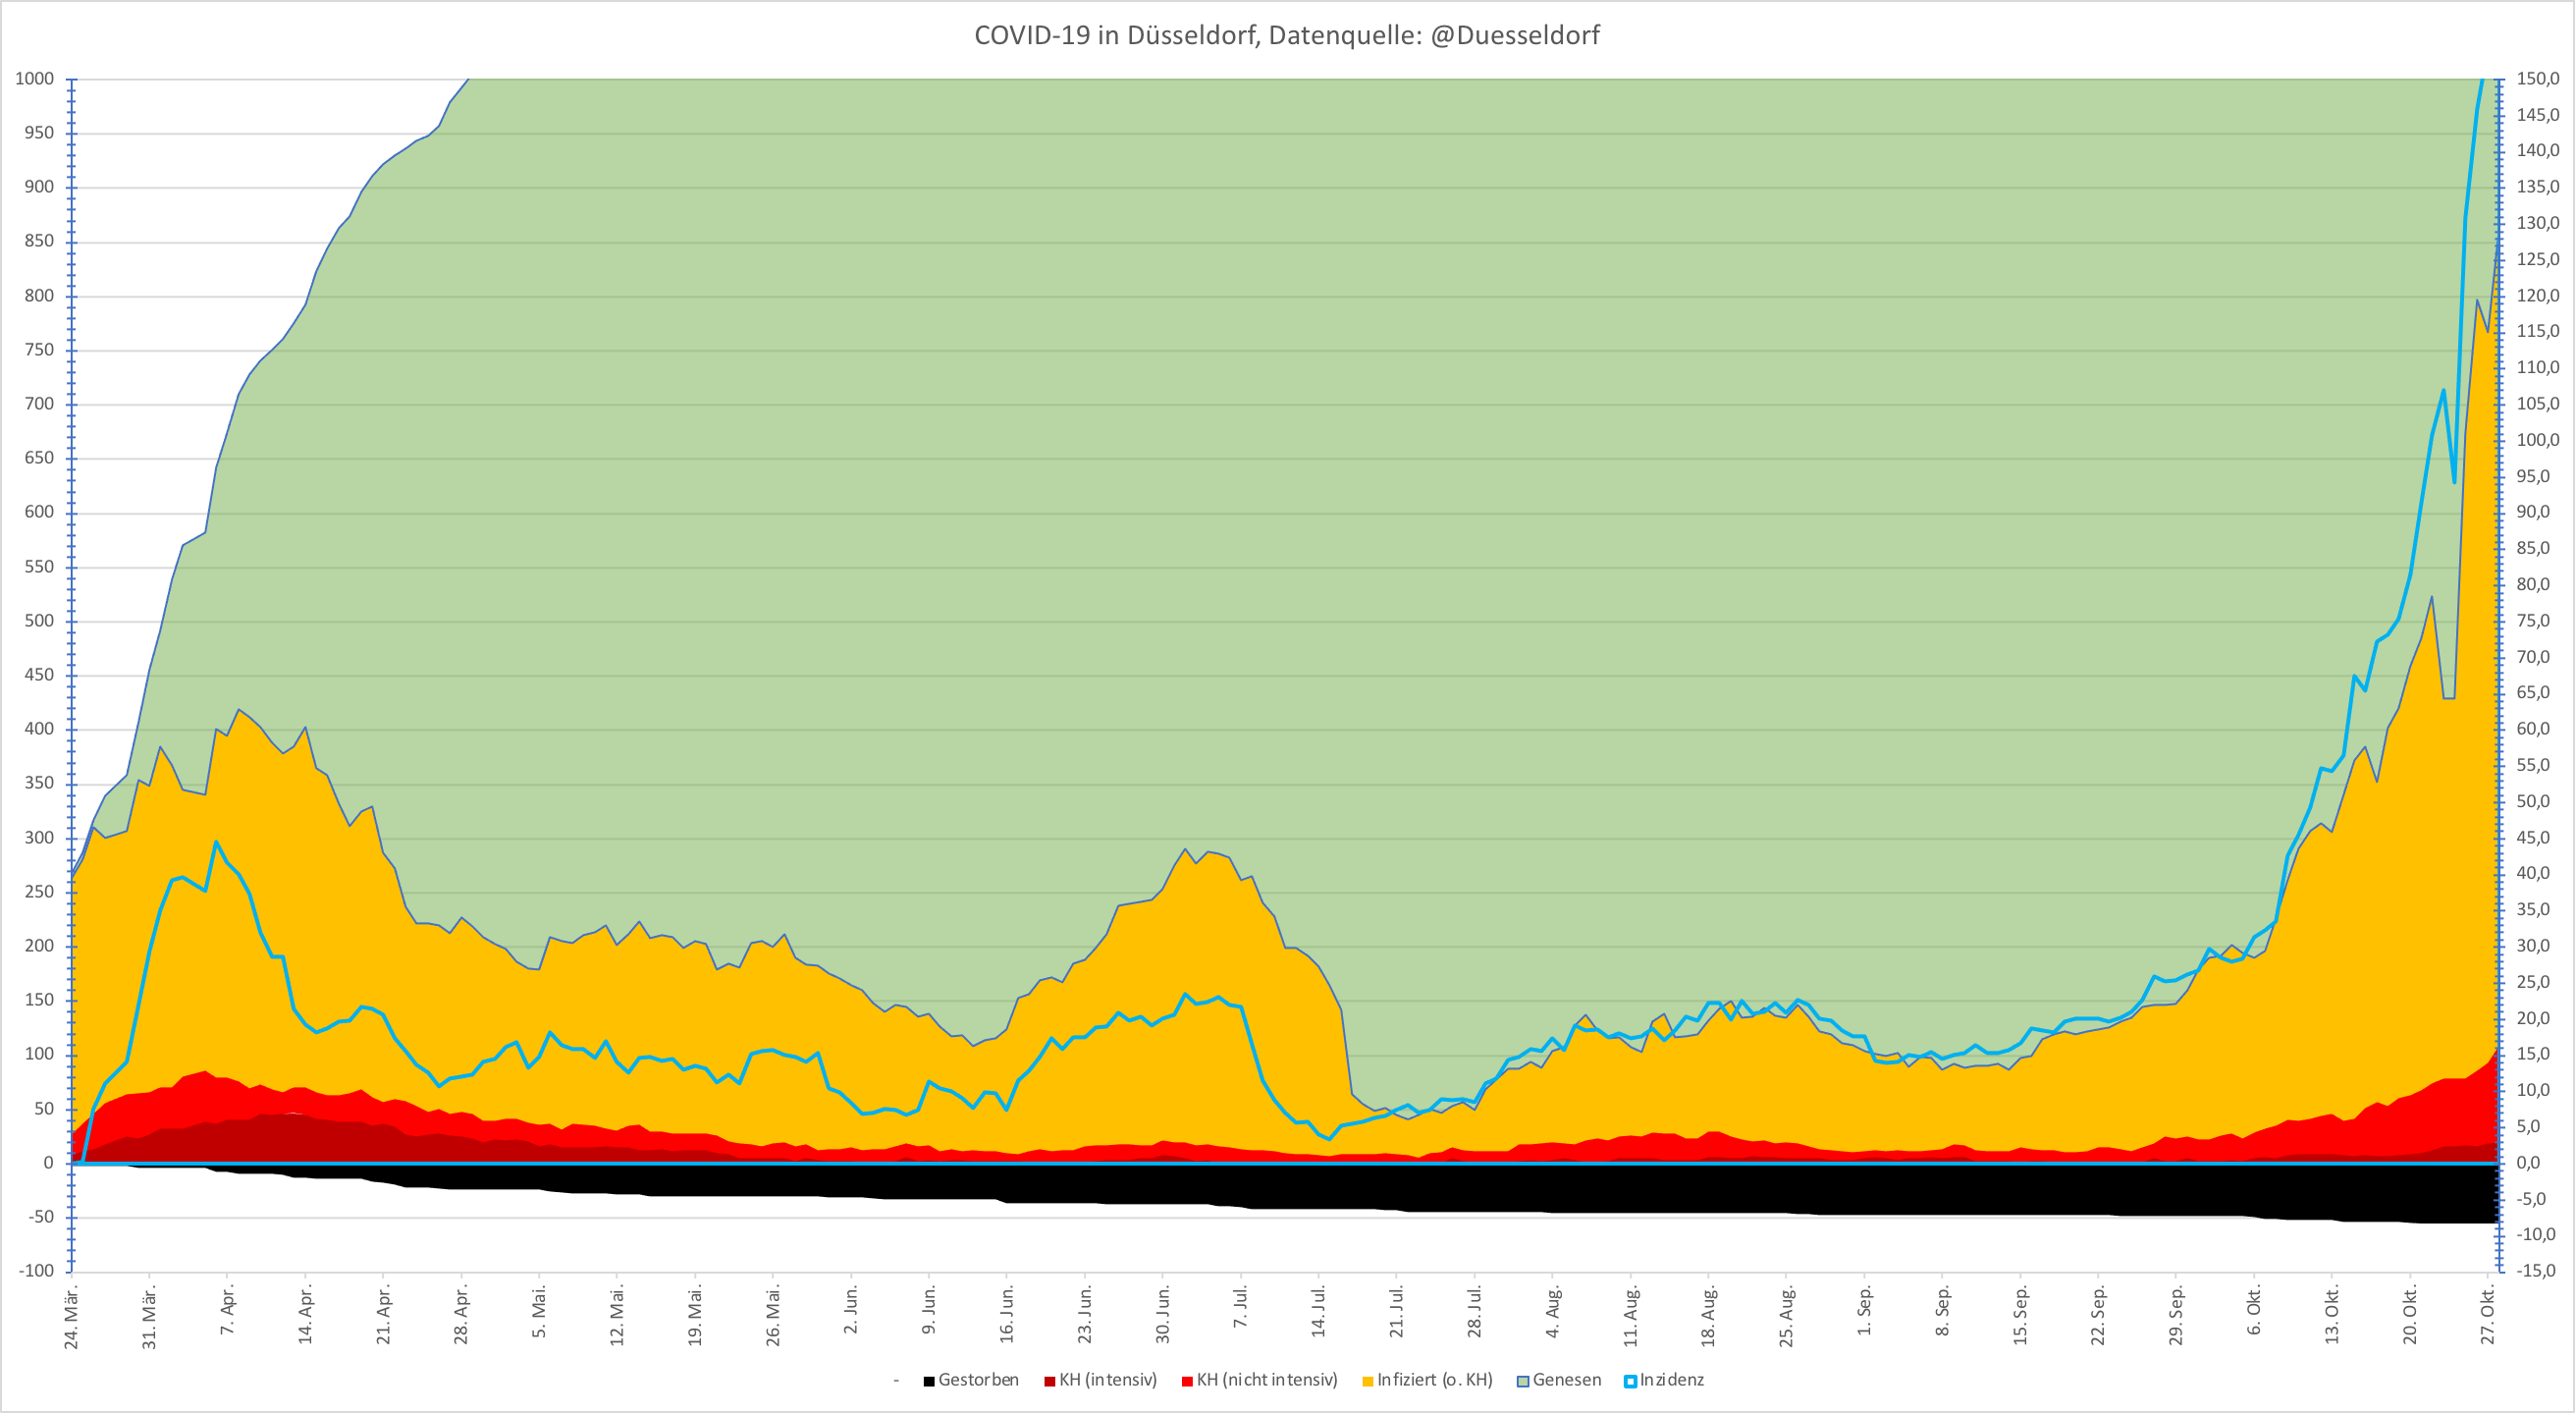 COVID-19 in Düsseldorf, Datenquelle: @Duesseldorf
1000
950
900
850
800
750
700
650
600
550
500
450
400
350
300
250
200
150
100
50
0
-50
-100
150,0
145,0
140,0
135,0
130,0
125,0
120,0
115,0
110,0
105,0
100,0
95,0
90,0
85,0
80,0
75,0
70,0
65,0
60,0
55,0
50,0
45,0
40,0
35,0
30,0
25,0
20,0
15,0
10,0
5,0
0,0
-5,0
-10,0
-15,0
24. Mär.
31. Mär.
7. Apr.
14. Apr.
21. Apr.
28. Apr.
5. Mai.
12. Mai.
19. Mai.
26. Mai.
2. Jun.
9. Jun.
16. Jun.
23. Jun.
30. Jun.
7. Jul.
14. Jul.
21. Jul.
28. Jul.
4. Aug.
11. Aug.
18. Aug.
25. Aug.
1. Sep.
8. Sep.
15. Sep.
22. Sep.
29. Sep.
6. Okt.
13. Okt.
20. Okt.
27. Okt.
- Gestorben KH (intensiv) KH (nicht intensiv) Infiziert (o. KH) Genesen Inzidenz